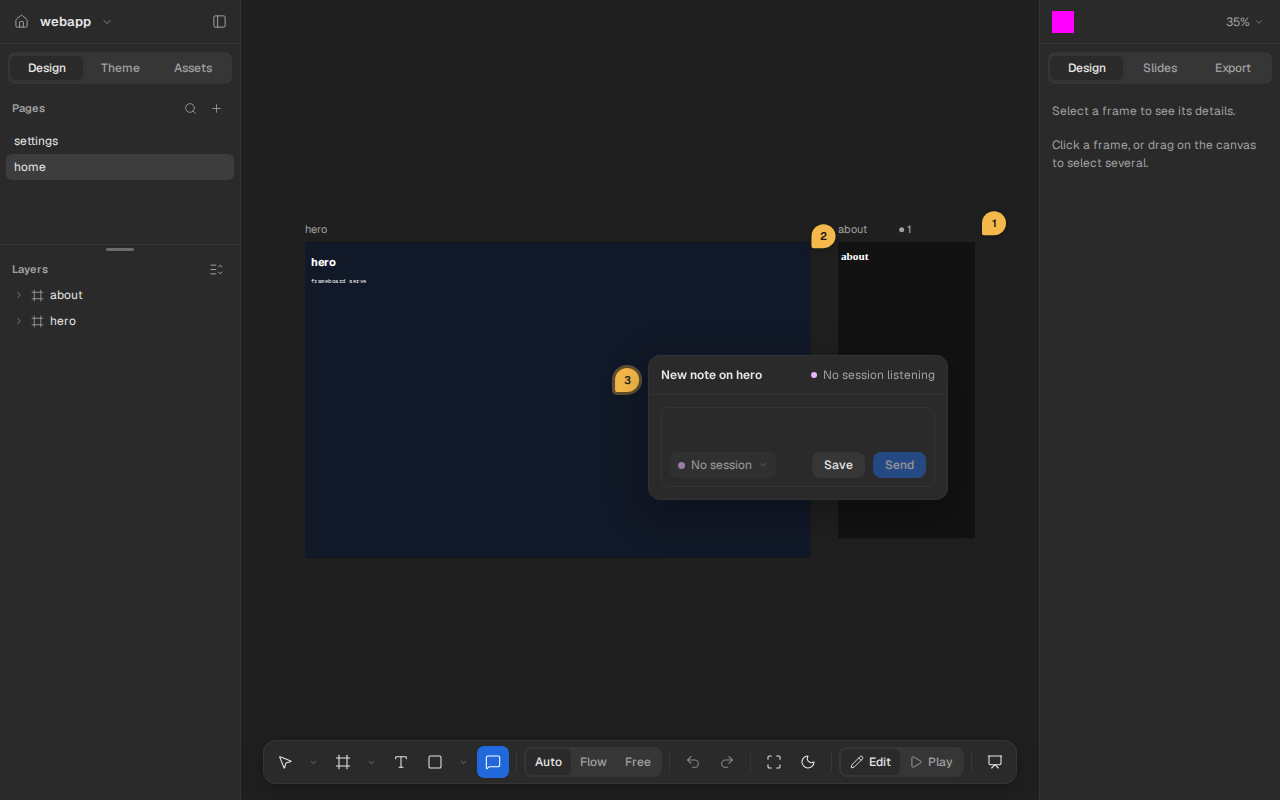 webapp
Design Theme Assets
Pages
settings
home
Layers
about
hero
hero
about 1
1
2
hero
frameboard serve
about
3
New note on hero No session listening
No session Save Send
Auto Flow Free Edit Play
35%
Design Slides Export
Select a frame to see its details.
Click a frame, or drag on the canvas
to select several.